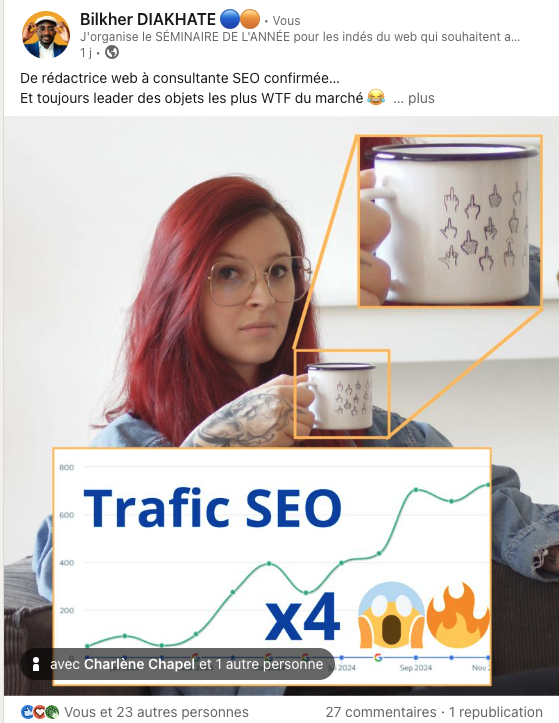 Bilkher DIAKHATE 🔵🟠 • Vous
J'organise le SÉMINAIRE DE L'ANNÉE pour les indés du web qui souhaitent a...
1 j •
De rédactrice web à consultante SEO confirmée...
Et toujours leader des objets les plus WTF du marché 😂 ... plus
800
Trafic SEO
600
400
x4
200
avec Charlène Chapel et 1 autre personne
2024
Sep 2024
Nov 2
Vous et 23 autres personnes
27 commentaires · 1 republication